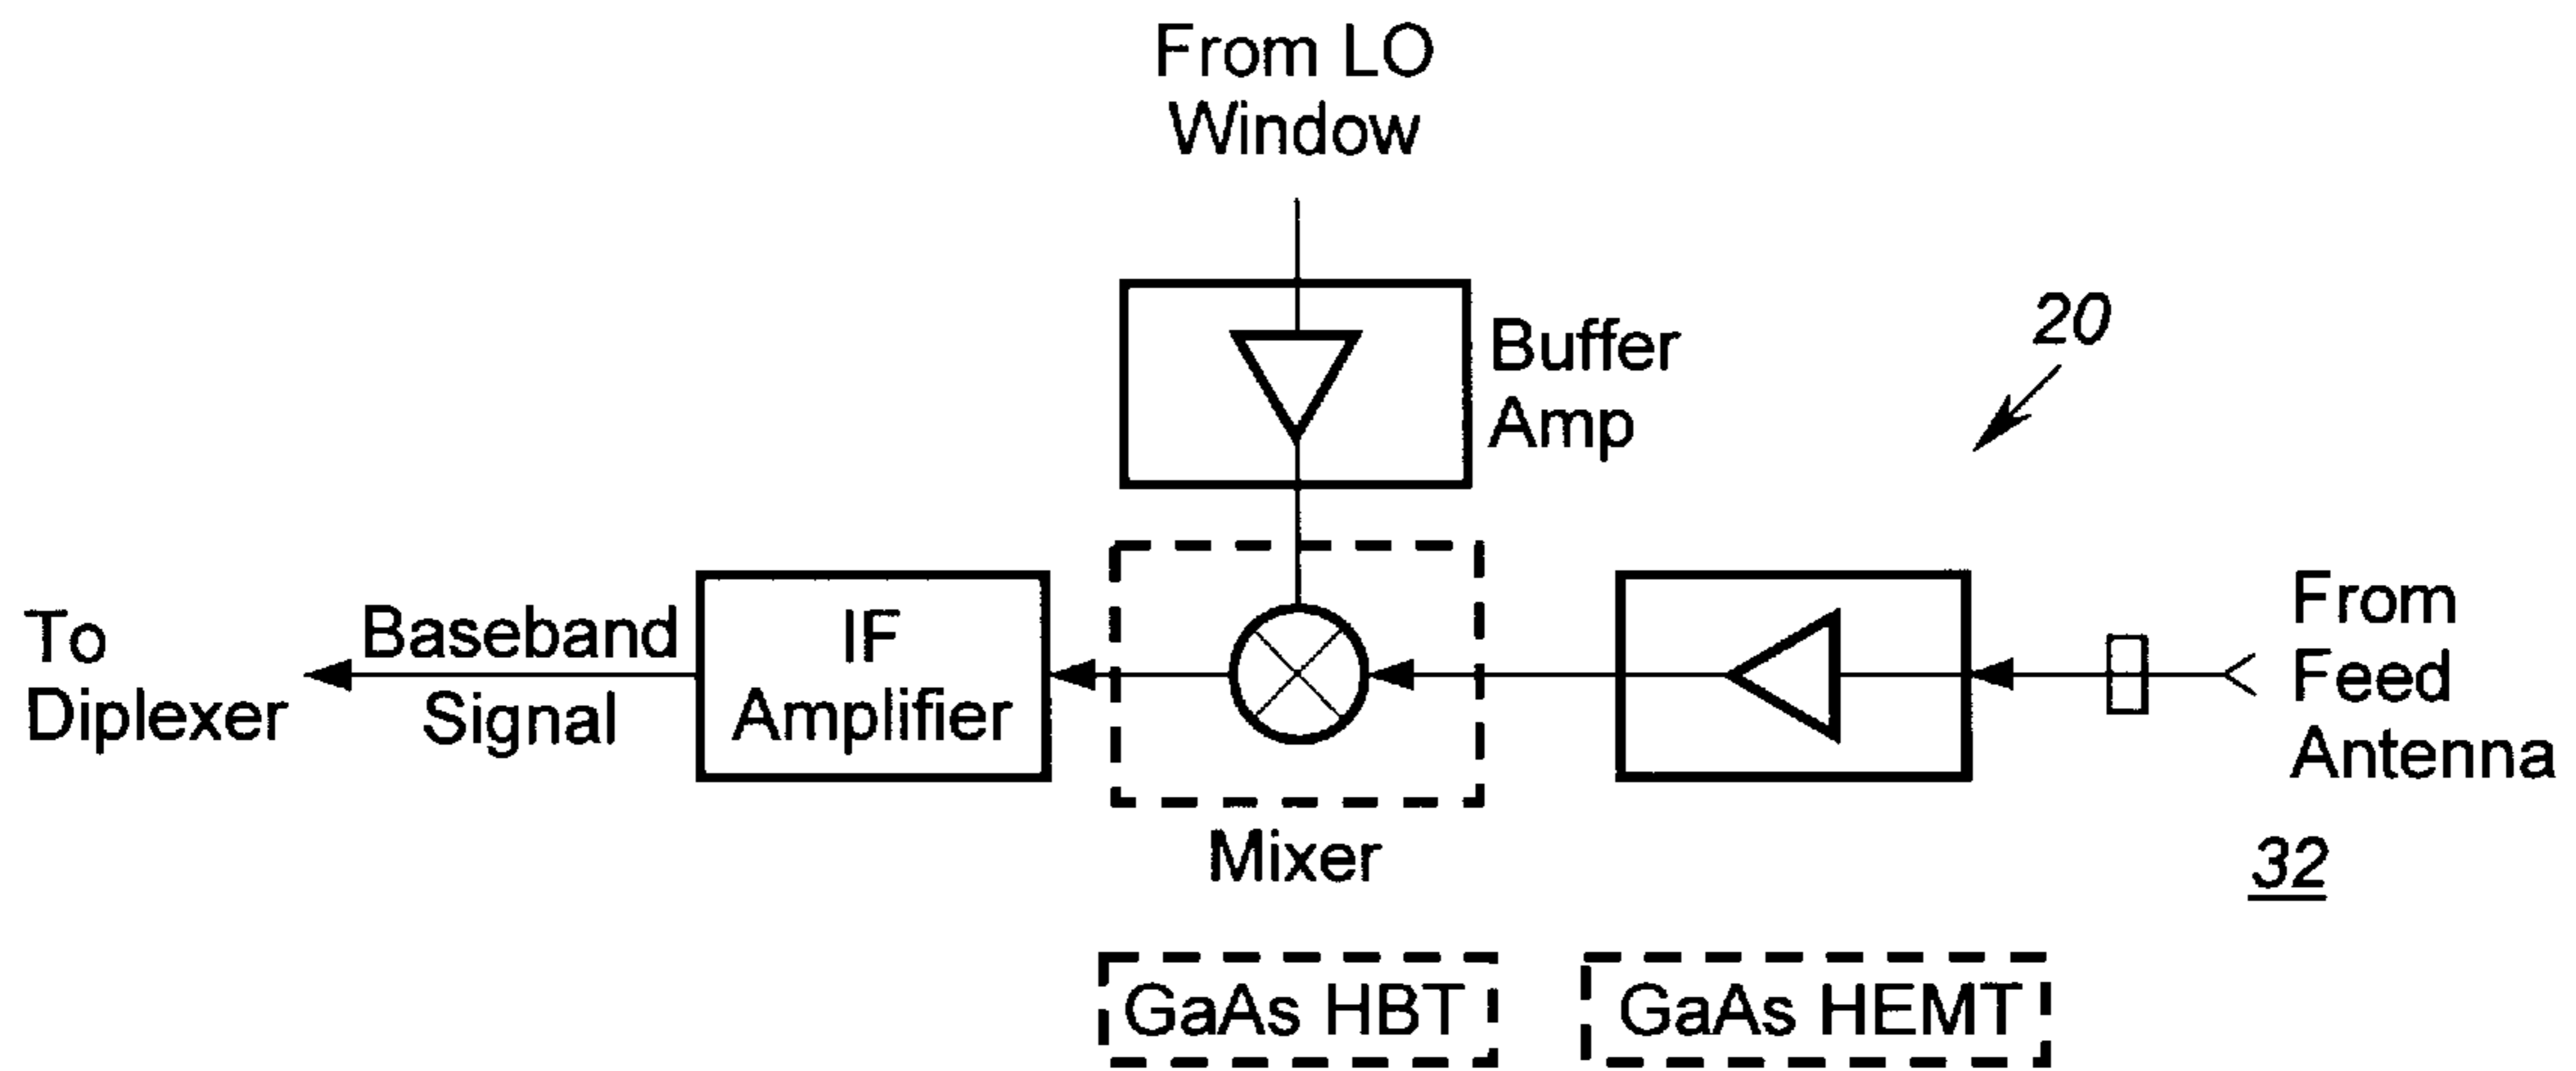 From LO
Window
Buffer
Amp
20
To
Diplexer
Baseband
Signal
IF
Amplifier
Mixer
From
Feed
Antenna
32
GaAs HBT
GaAs HEMT